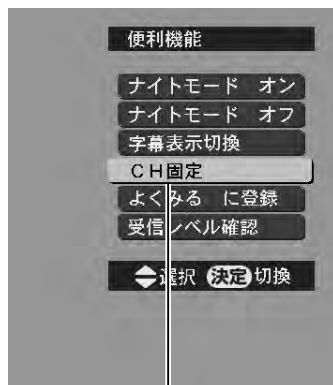 便利機能
ナイトモード オン
ナイトモード オフ
字幕表示切換
CH固定
よくみる に登録
受信レベル確認
選択 決定 切換